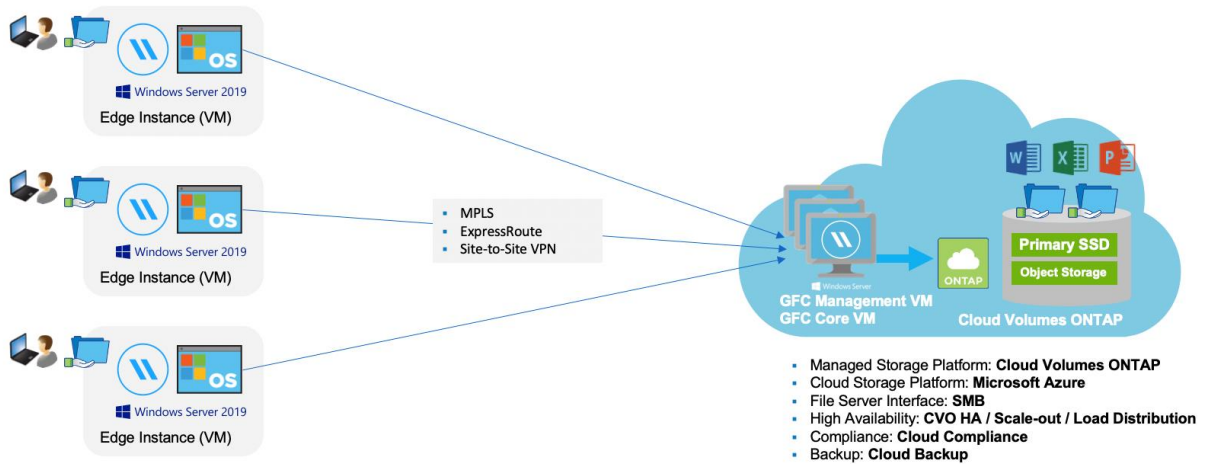 OS
Windows Server 2019
Edge Instance (VM)
OS
Windows Server 2019
Edge Instance (VM)
OS
Windows Server 2019
Edge Instance (VM)
▪ MPLS
▪ ExpressRoute
▪ Site-to-Site VPN
W
X
P
Primary SSD
Object Storage
ONTAP
Windows Server
GFC Management VM
GFC Core VM
Cloud Volumes ONTAP
▪ Managed Storage Platform: Cloud Volumes ONTAP
▪ Cloud Storage Platform: Microsoft Azure
▪ File Server Interface: SMB
▪ High Availability: CVO HA / Scale-out / Load Distribution
▪ Compliance: Cloud Compliance
▪ Backup: Cloud Backup